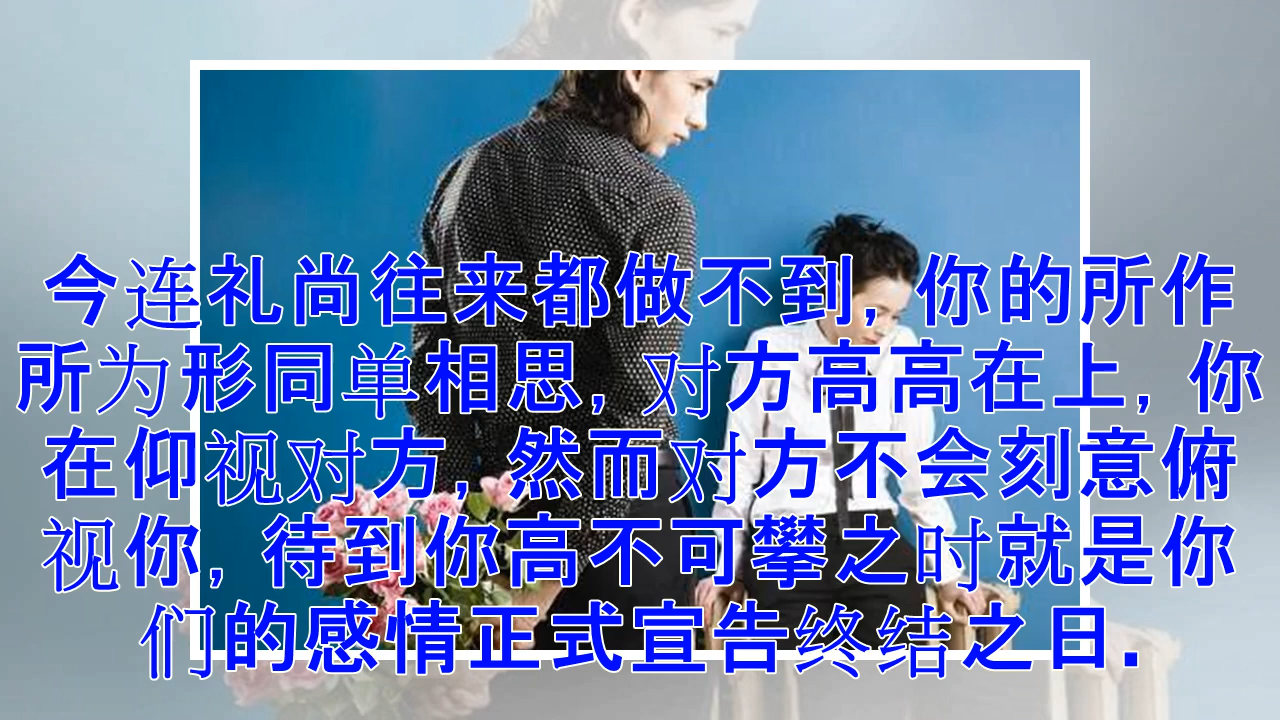 今连礼尚往来都做不到, 你的所作
所为形同单相思, 对方高高在上, 你
在仰视对方, 然而对方不会刻意俯
视你, 待到你高不可攀之时就是你
们的感情正式宣告终结之日.